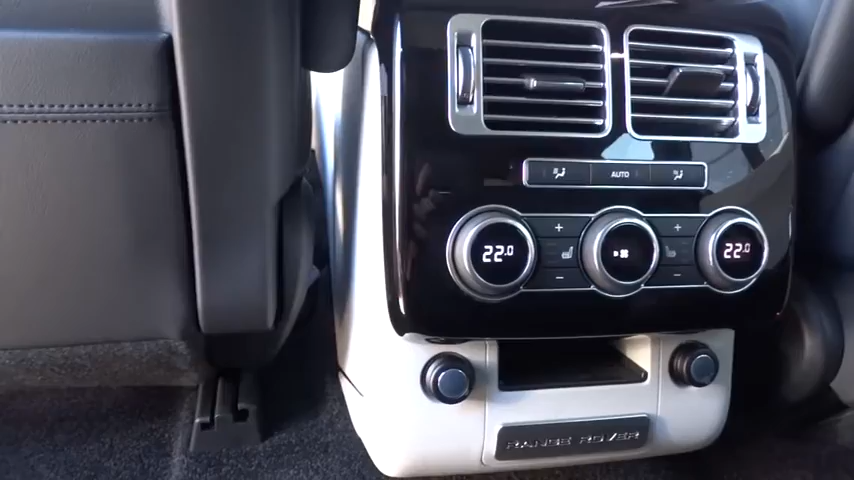 AUTO
+ +
22.0 22.0
- -
RANGE ROVER